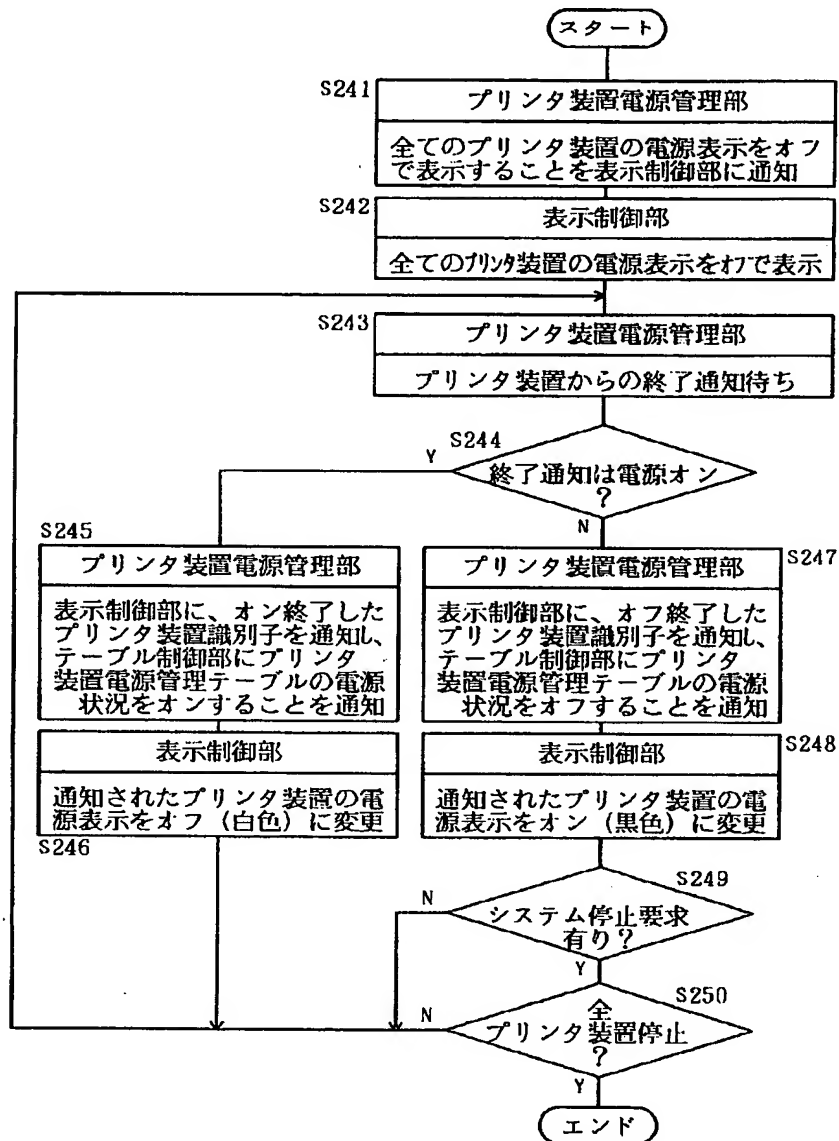 スタート
S241
プリンタ装置電源管理部
全てのプリンタ装置の電源表示をオフ
で表示することを表示制御部に通知
S242
表示制御部
全てのプリンタ装置の電源表示をオフで表示
S243
プリンタ装置電源管理部
プリンタ装置からの終了通知待ち
S244
Y
終了通知は電源オン
?
N
S245
プリンタ装置電源管理部
表示制御部に、オン終了した
プリンタ装置識別子を通知し、
テーブル制御部にプリンタ
装置電源管理テーブルの電源
状況をオンすることを通知
表示制御部
通知されたプリンタ装置の電
源表示をオフ(白色)に変更
S246
S247
プリンタ装置電源管理部
表示制御部に、オフ終了した
プリンタ装置識別子を通知し、
テーブル制御部にプリンタ
装置電源管理テーブルの電源
状況をオフすることを通知
S248
表示制御部
通知されたプリンタ装置の電
源表示をオン(黒色)に変更
S249
N
システム停止要求
有り?
Y
S250
N
全
プリンタ装置停止
?
Y
エンド